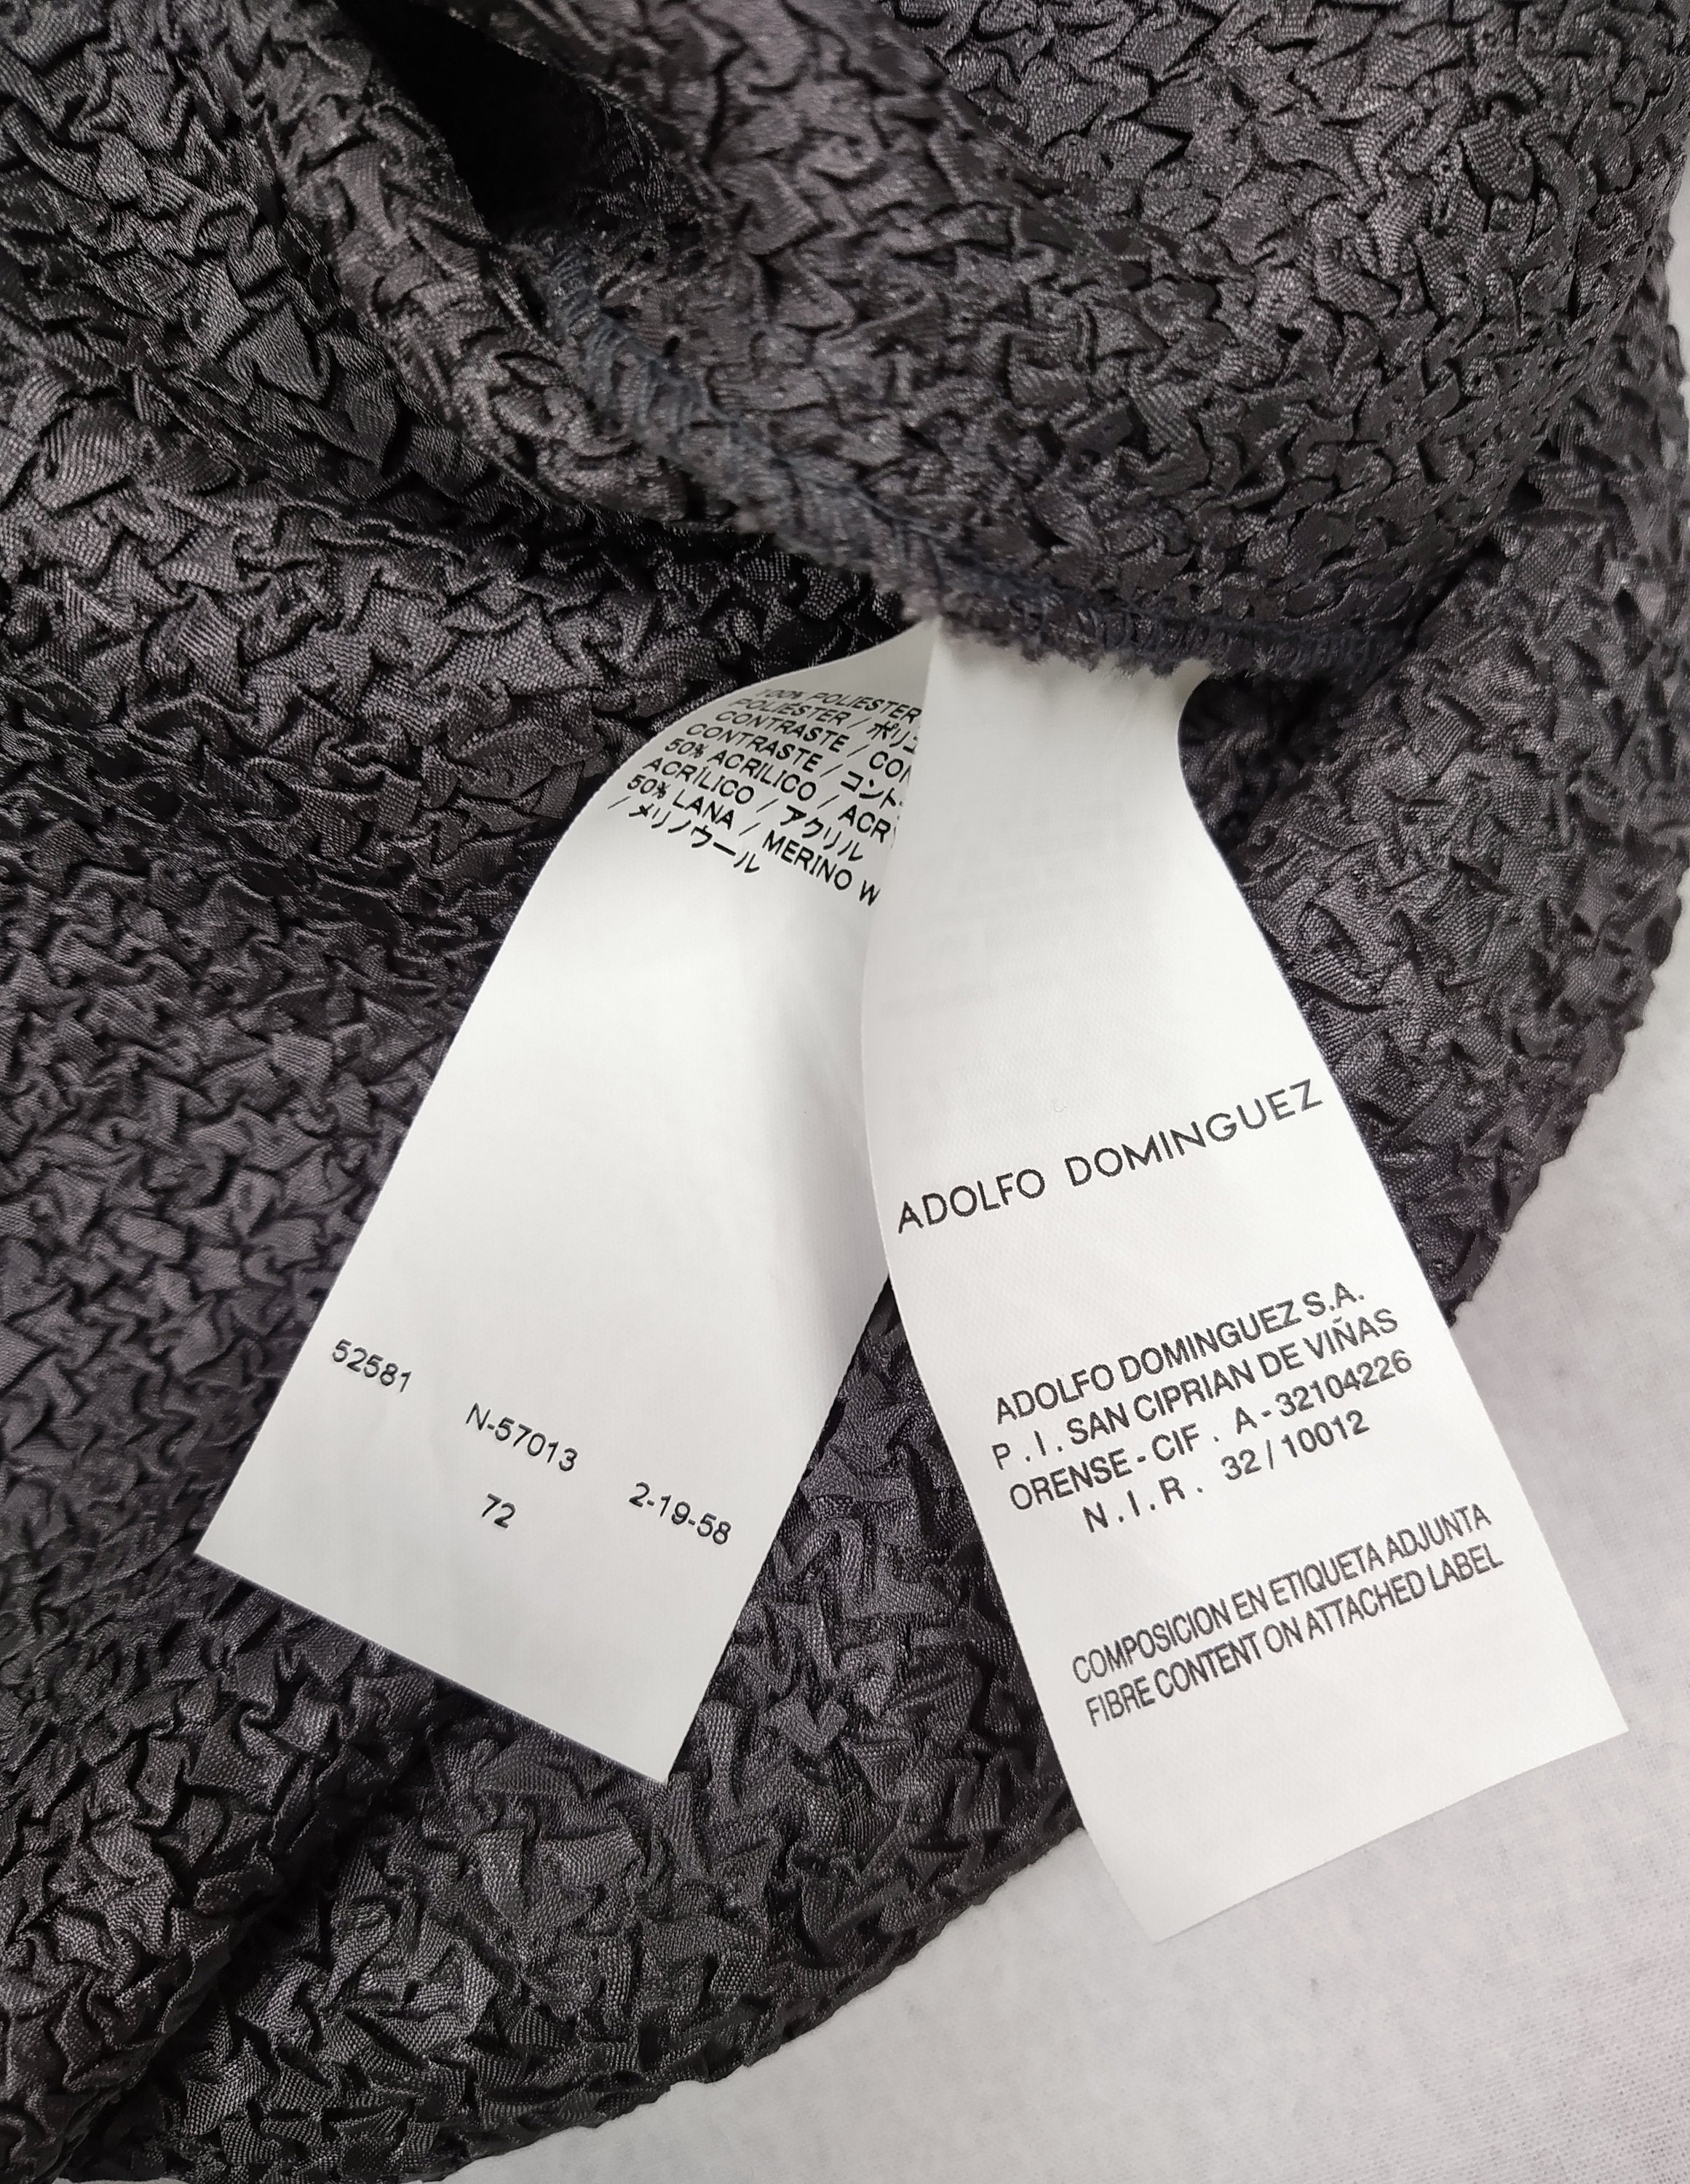 100% POLIESTER
POLIESTER / ポリエ
CONTRASTE / CON
CONTRASTE / コント
50% ACRILICO / ACR
ACRÍLICO / アクリル
50% LANA / MERINO W
/ メリノウール
52581
N-57013
2-19-58
72
ADOLFO DOMINGUEZ
ADOLFO DOMINGUEZ S.A.
P . I . SAN CIPRIAN DE VIÑAS
ORENSE - CIF . A - 32104226
N . I . R . 32 / 10012
COMPOSICION EN ETIQUETA ADJUNTA
FIBRE CONTENT ON ATTACHED LABEL